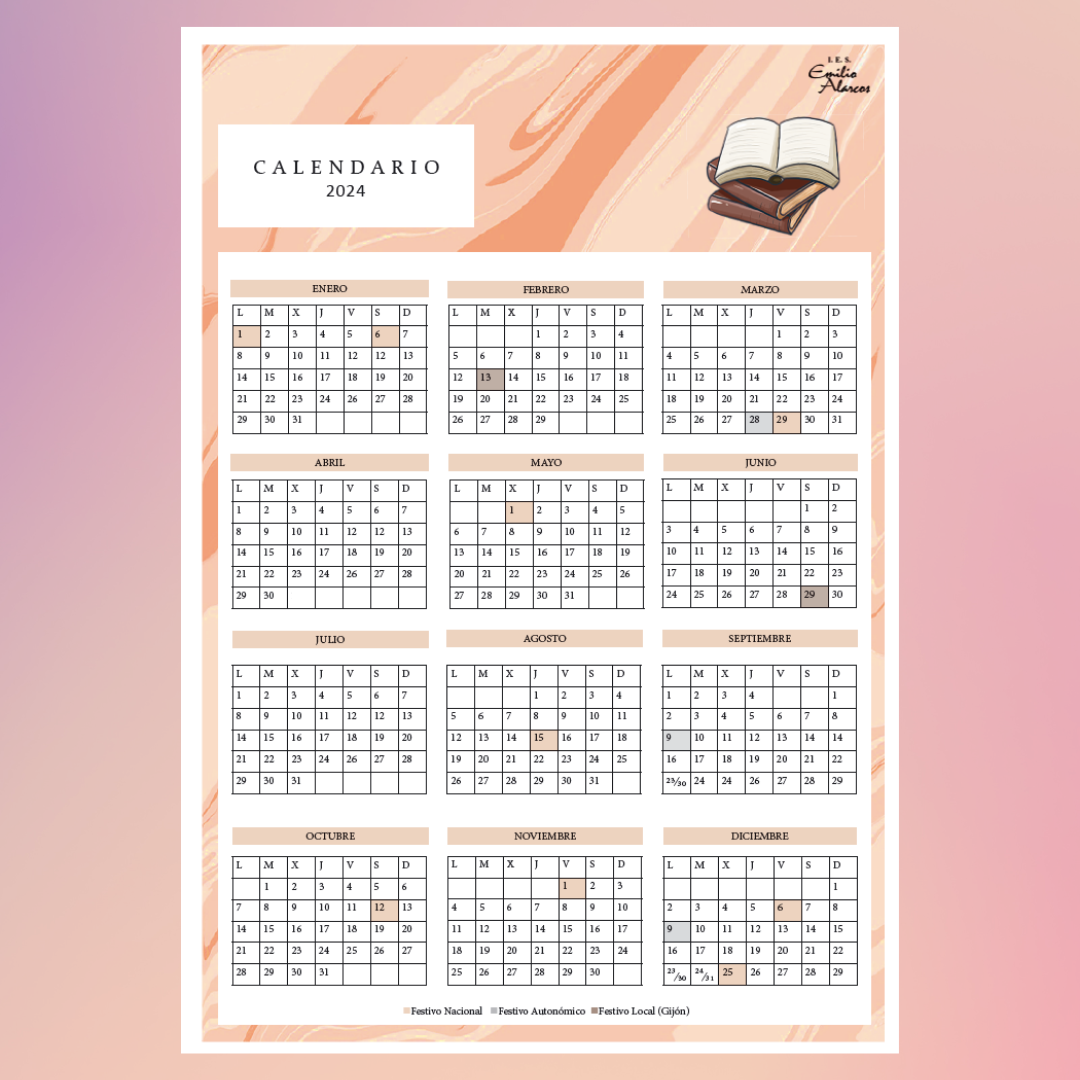 I. E. S.
Emilio
Alarcos
CALENDARIO
2024
ENERO
L M X J V S D
1 2 3 4 5 6 7
8 9 10 11 12 12 13
14 15 16 17 18 19 20
21 22 23 24 26 27 28
29 30 31
FEBRERO
L M X J V S D
1 2 3 4
5 6 7 8 9 10 11
12 13 14 15 16 17 18
19 20 21 22 23 24 25
26 27 28 29
MARZO
L M X J V S D
1 2 3
4 5 6 7 8 9 10
11 12 13 14 15 16 17
18 19 20 21 22 23 24
25 26 27 28 29 30 31
ABRIL
L M X J V S D
1 2 3 4 5 6 7
8 9 10 11 12 12 13
14 15 16 17 18 19 20
21 22 23 24 26 27 28
29 30
MAYO
L M X J V S D
1 2 3 4 5
6 7 8 9 10 11 12
13 14 15 16 17 18 19
20 21 22 23 24 25 26
27 28 29 30 31
JUNIO
L M X J V S D
1 2
3 4 5 6 7 8 9
10 11 12 13 14 15 16
17 18 19 20 21 22 23
24 25 26 27 28 29 30
JULIO
L M X J V S D
1 2 3 4 5 6 7
8 9 10 11 12 12 13
14 15 16 17 18 19 20
21 22 23 24 26 27 28
29 30 31
AGOSTO
L M X J V S D
1 2 3 4
5 6 7 8 9 10 11
12 13 14 15 16 17 18
19 20 21 22 23 24 25
26 27 28 29 30 31
SEPTIEMBRE
L M X J V S D
1 2 3 4 1
2 3 4 5 6 7 8
9 10 11 12 13 14 14
16 17 18 19 20 21 22
23/30 24 24 26 27 28 29
OCTUBRE
L M X J V S D
1 2 3 4 5 6
7 8 9 10 11 12 13
14 15 16 17 18 19 20
21 22 23 24 25 26 27
28 29 30 31
NOVIEMBRE
L M X J V S D
1 2 3
4 5 6 7 8 9 10
11 12 13 14 15 16 17
18 19 20 21 22 23 24
25 26 27 28 29 30
DICIEMBRE
L M X J V S D
1
2 3 4 5 6 7 8
9 10 11 12 13 14 15
16 17 18 19 20 21 22
23/30 24/31 25 26 27 28 29
Festivo Nacional Festivo Autonómico Festivo Local (Gijón)